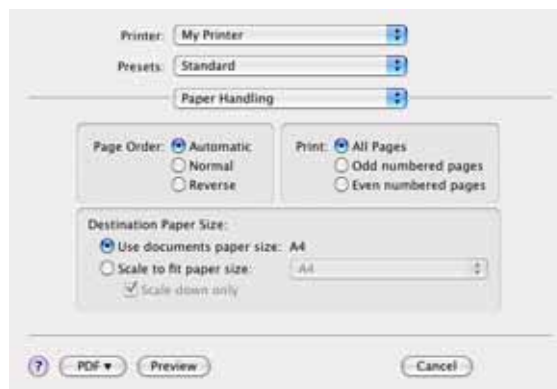 Printer: My Printer
Presets: Standard
Paper Handling
Page Order: Automatic
Normal
Reverse
Print: All Pages
Odd numbered pages
Even numbered pages
Destination Paper Size:
Use documents paper size: A4
Scale to fit paper size: A4
Scale down only
? PDF ▼ Preview Cancel